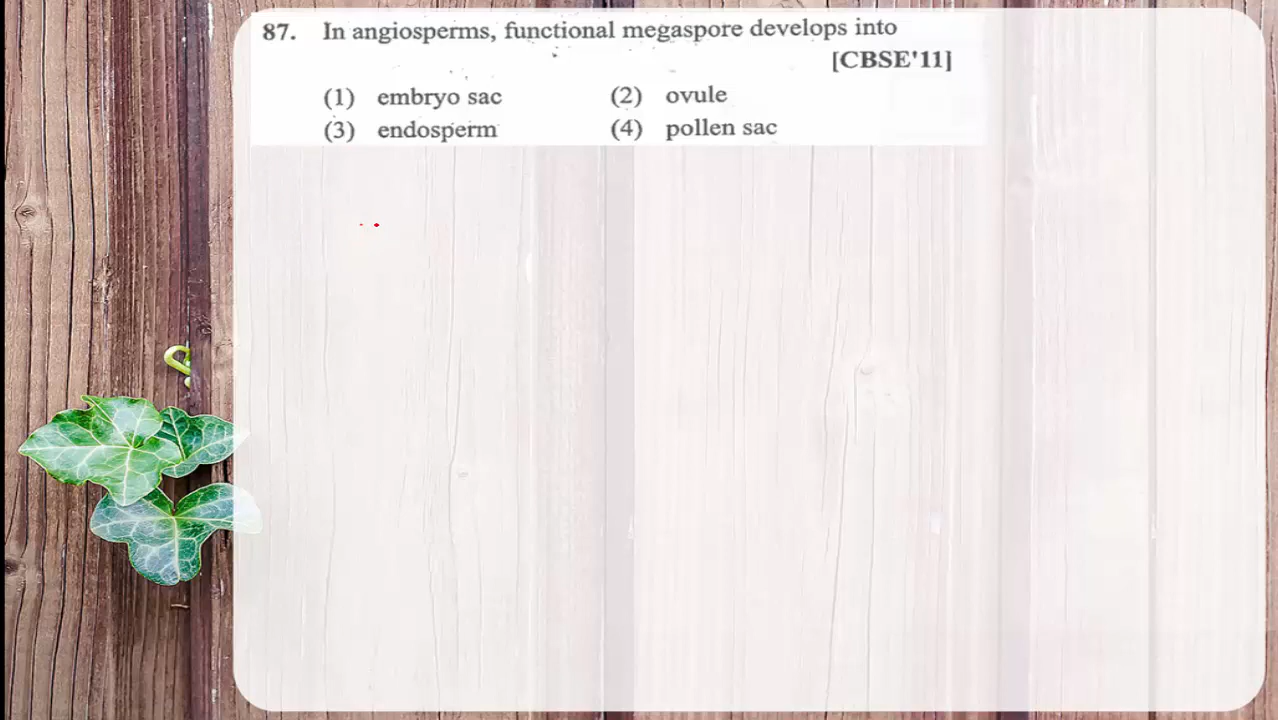 87. In angiosperms, functional megaspore develops into
[CBSE'11]
(1) embryo sac (2) ovule
(3) endosperm (4) pollen sac